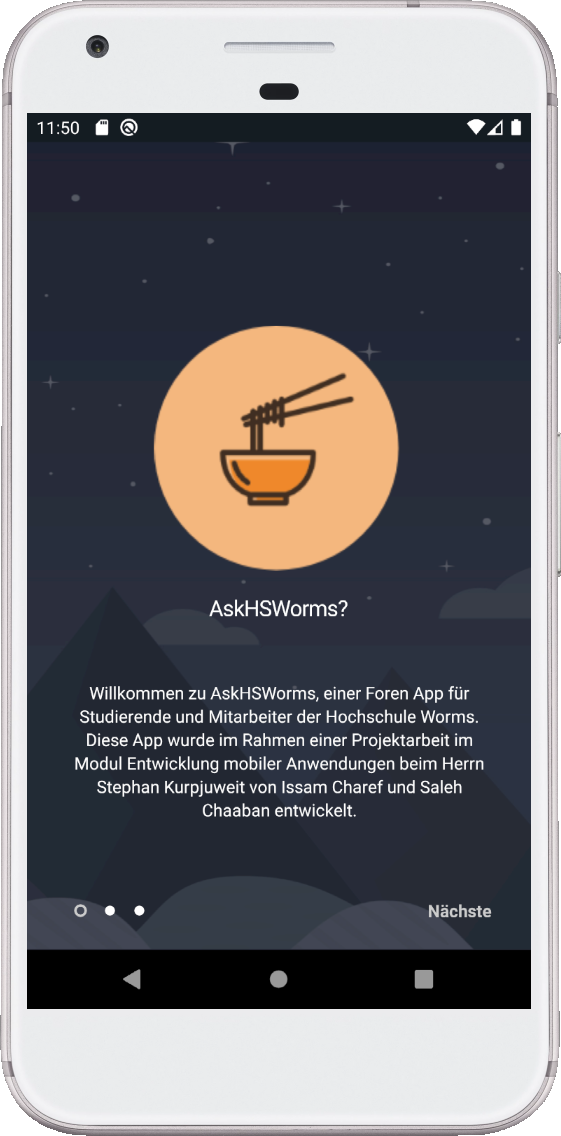 11:50
AskHSWorms?
Willkommen zu AskHSWorms, einer Foren App für
Studierende und Mitarbeiter der Hochschule Worms.
Diese App wurde im Rahmen einer Projektarbeit im
Modul Entwicklung mobiler Anwendungen beim Herrn
Stephan Kurpjuweit von Issam Charef und Saleh
Chaaban entwickelt.
Nächste